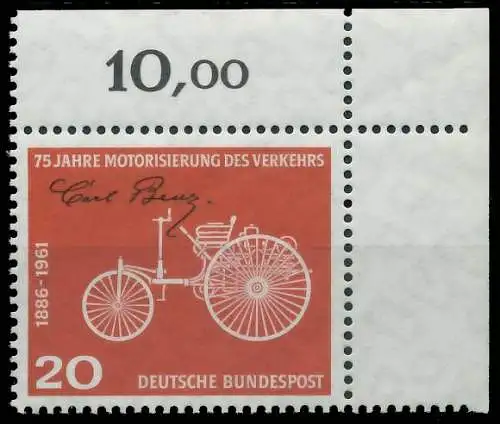 10,00
75 JAHRE MOTORISIERUNG DES VERKEHRS
Carl Benz.
1886-1961
20
DEUTSCHE BUNDESPOST